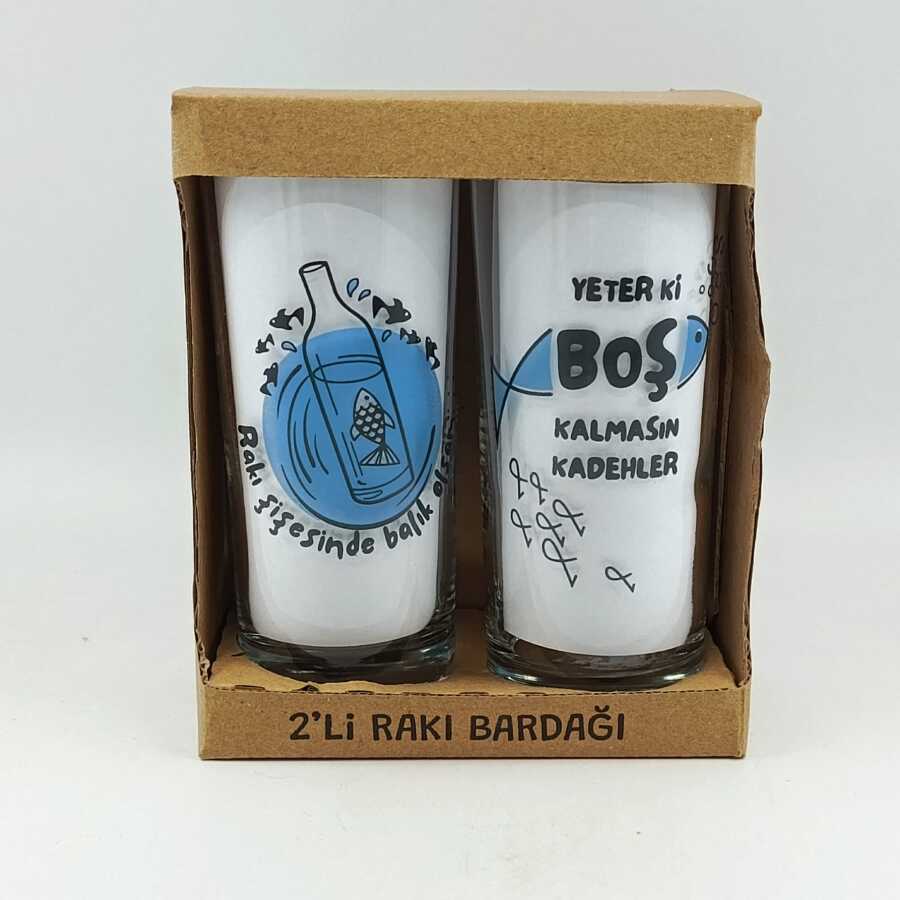 Rakı şişesinde balık olsam
YETER Kİ
BOŞ
KALMASIN
KADEHLER
2'Lİ RAKI BARDAĞI